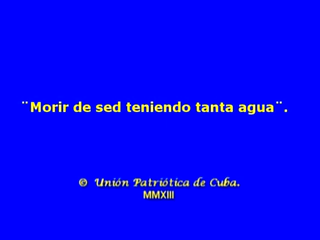 ¨Morir de sed teniendo tanta agua¨.
© Unión Patriótica de Cuba.
MMXIII